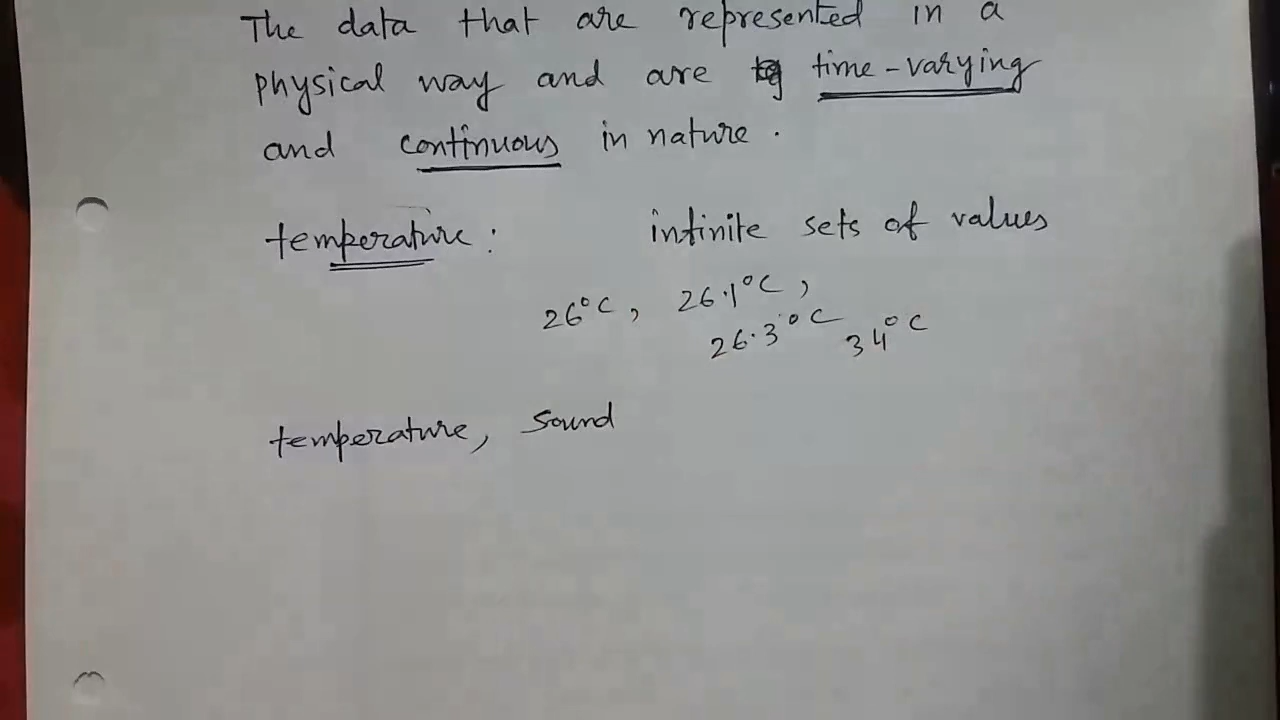 The data that are represented in a
physical way and are time-varying
and continuous in nature.
temperature: infinite sets of values
26°C, 26.1°C,
26.3°C 34°C
temperature, sound